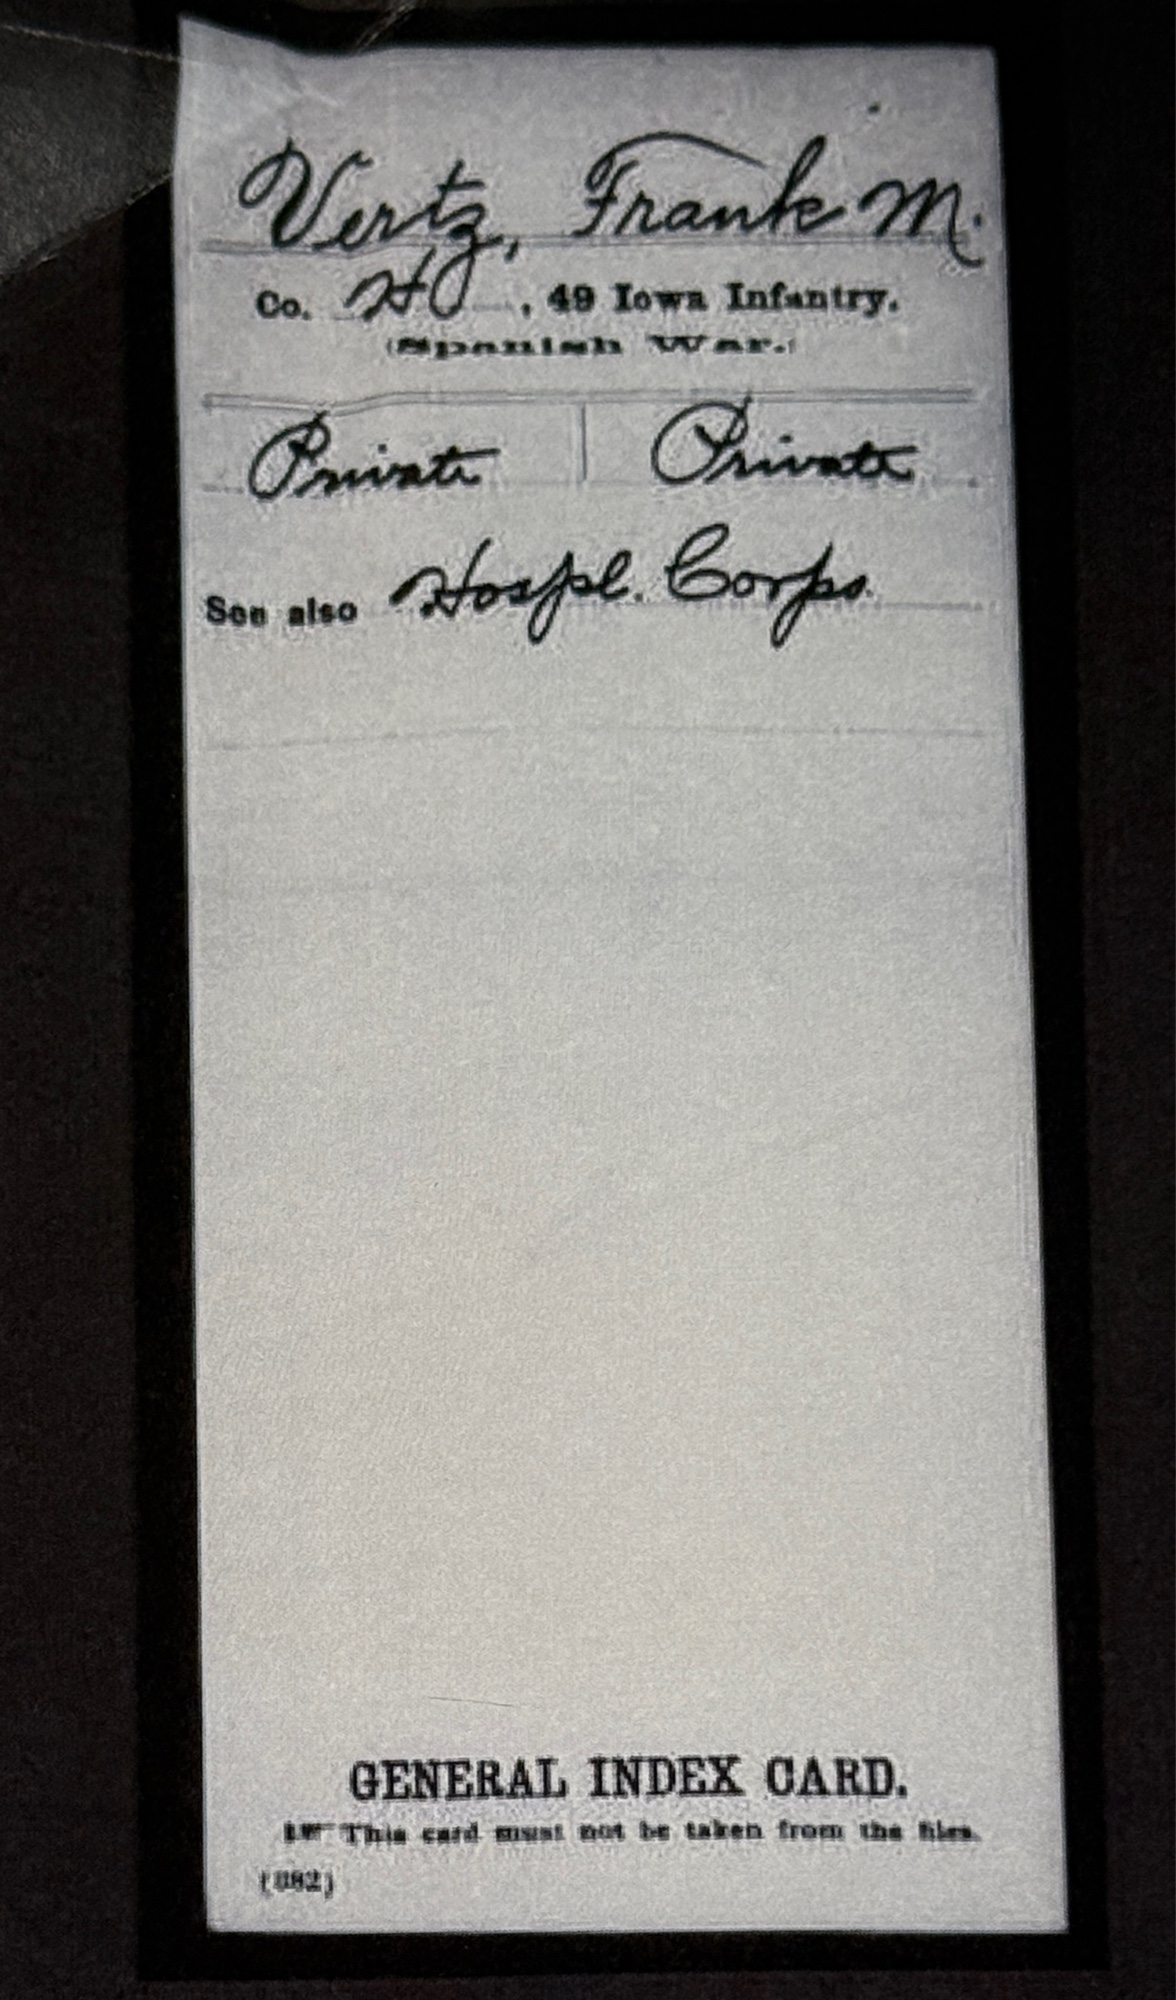 Vertz, Frank M.
Co. H, 49 Iowa Infantry.
(Spanish War.)
Private | Private
See also Hospl. Corps.
GENERAL INDEX CARD.
☞ This card must not be taken from the files.